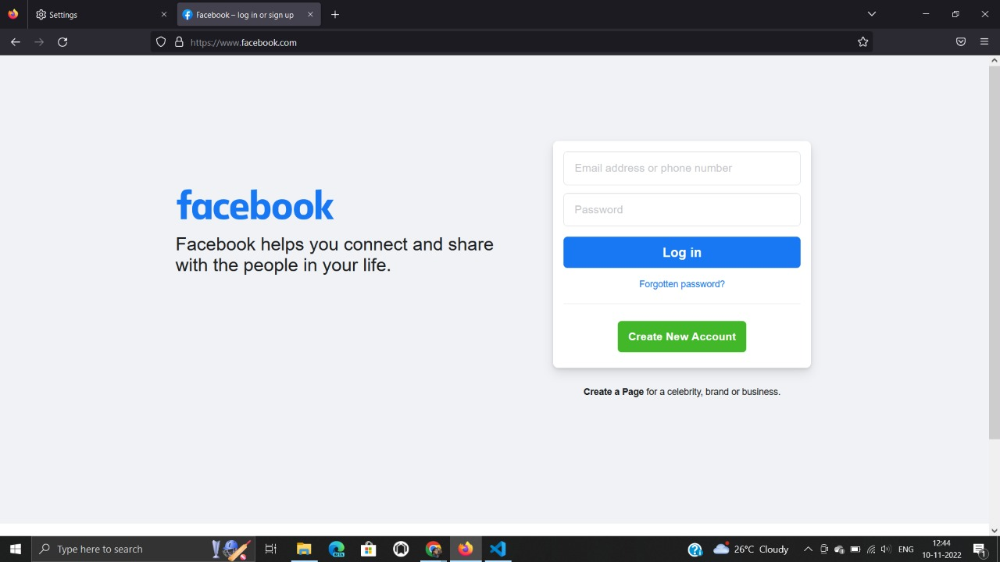 Settings
Facebook – log in or sign up
https://www.facebook.com
Email address or phone number
facebook
Password
Facebook helps you connect and share
with the people in your life.
Log in
Forgotten password?
Create New Account
Create a Page for a celebrity, brand or business.
Type here to search
BETA
26°C Cloudy
ENG
12:44
10-11-2022
1